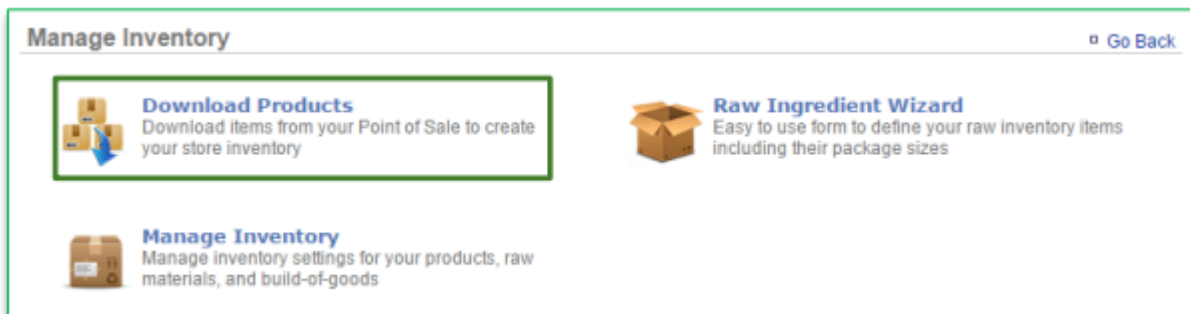 Manage Inventory
Go Back
Download Products
Download items from your Point of Sale to create
your store inventory
Raw Ingredient Wizard
Easy to use form to define your raw inventory items
including their package sizes
Manage Inventory
Manage inventory settings for your products, raw
materials, and build-of-goods